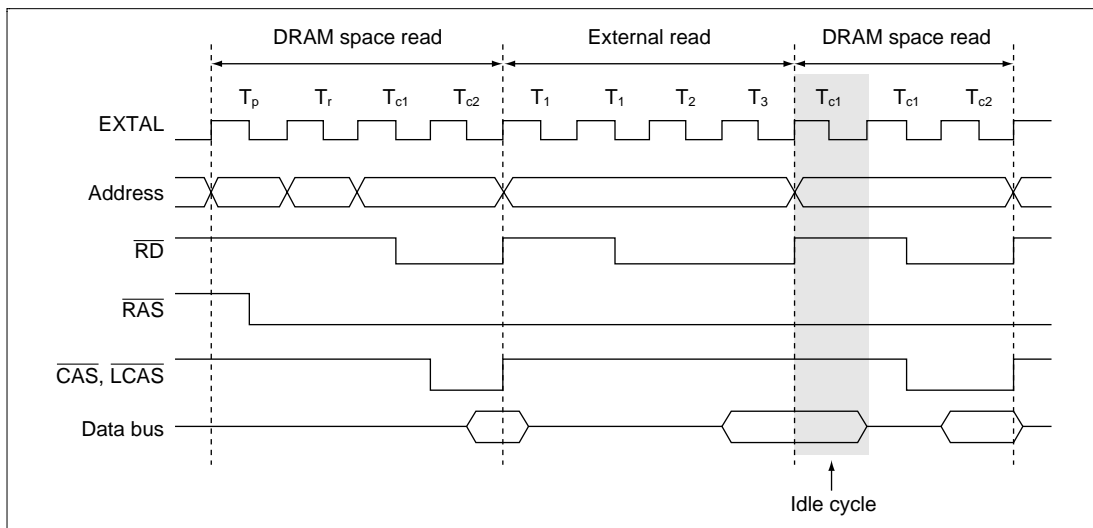 DRAM space read External read DRAM space read
Tp Tr Tc1 Tc2 T1 T1 T2 T3 Tc1 Tc1 Tc2
EXTAL
Address
RD
RAS
CAS, LCAS
Data bus
Idle cycle